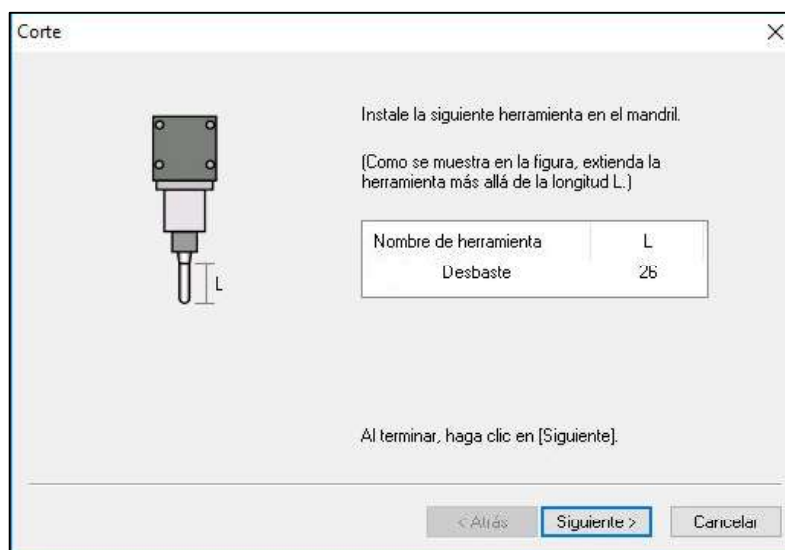 Corte
Instale la siguiente herramienta en el mandril.
(Como se muestra en la figura, extienda la
herramienta más allá de la longitud L.)
Nombre de herramienta L
Desbaste 26
L
Al terminar, haga clic en [Siguiente].
< Atrás Siguiente > Cancelar